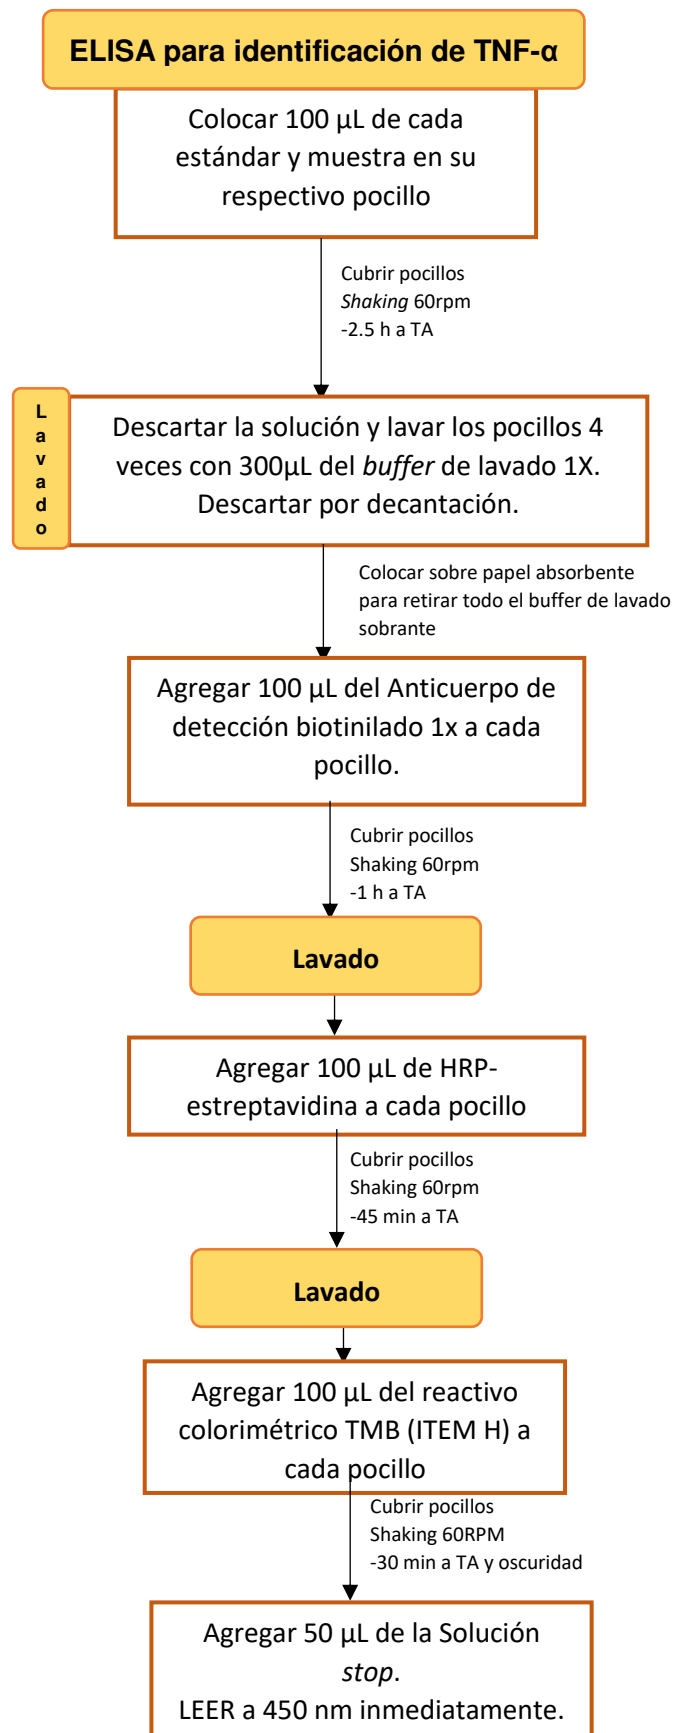 ELISA para identificación de TNF-α
Colocar 100 µL de cada
estándar y muestra en su
respectivo pocillo
Cubrir pocillos
Shaking 60rpm
-2.5 h a TA
Lavado
Descartar la solución y lavar los pocillos 4
veces con 300µL del buffer de lavado 1X.
Descartar por decantación.
Colocar sobre papel absorbente
para retirar todo el buffer de lavado
sobrante
Agregar 100 µL del Anticuerpo de
detección biotinilado 1x a cada
pocillo.
Cubrir pocillos
Shaking 60rpm
-1 h a TA
Lavado
Agregar 100 µL de HRP-
estreptavidina a cada pocillo
Cubrir pocillos
Shaking 60rpm
-45 min a TA
Lavado
Agregar 100 µL del reactivo
colorimétrico TMB (ITEM H) a
cada pocillo
Cubrir pocillos
Shaking 60RPM
-30 min a TA y oscuridad
Agregar 50 µL de la Solución
stop.
LEER a 450 nm inmediatamente.